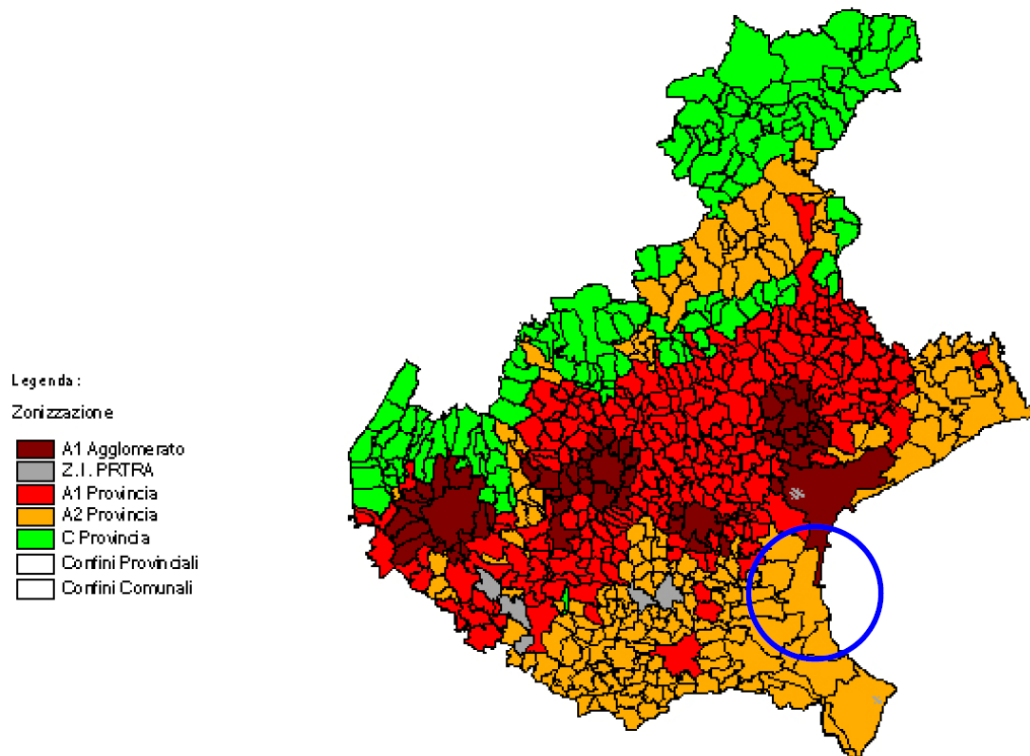 Legenda :
Zonizzazione
A1 Agglomerato
Z.I. PRTRA
A1 Provincia
A2 Provincia
C Provincia
Confini Provinciali
Confini Comunali